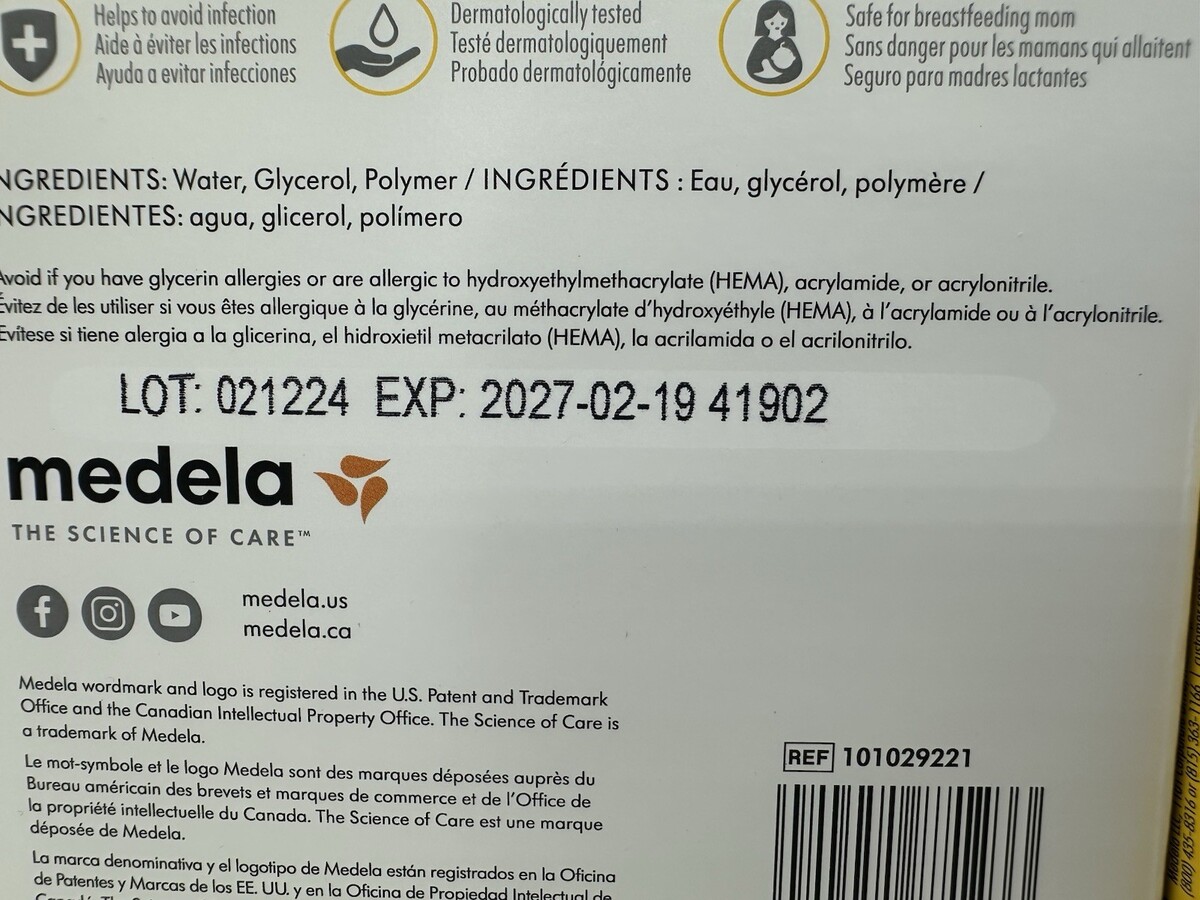 Helps to avoid infection
Aide à éviter les infections
Ayuda a evitar infecciones
Dermatologically tested
Testé dermatologiquement
Probado dermatológicamente
Safe for breastfeeding mom
Sans danger pour les mamans qui allaitent
Seguro para madres lactantes
NGREDIENTS: Water, Glycerol, Polymer / INGRÉDIENTS : Eau, glycérol, polymère /
NGREDIENTES: agua, glicerol, polímero
Avoid if you have glycerin allergies or are allergic to hydroxyethylmethacrylate (HEMA), acrylamide, or acrylonitrile.
Évitez de les utiliser si vous êtes allergique à la glycérine, au méthacrylate d’hydroxyéthyle (HEMA), à l’acrylamide ou à l’acrylonitrile.
Evítese si tiene alergia a la glicerina, el hidroxietil metacrilato (HEMA), la acrilamida o el acrilonitrilo.
LOT: 021224 EXP: 2027-02-19 41902
medela
THE SCIENCE OF CARE™
medela.us
medela.ca
Medela wordmark and logo is registered in the U.S. Patent and Trademark
Office and the Canadian Intellectual Property Office. The Science of Care is
a trademark of Medela.
Le mot-symbole et le logo Medela sont des marques déposées auprès du
Bureau américain des brevets et marques de commerce et de l’Office de
la propriété intellectuelle du Canada. The Science of Care est une marque
déposée de Medela.
La marca denominativa y el logotipo de Medela están registrados en la Oficina
de Patentes y Marcas de los EE. UU. y en la Oficina de Propiedad Intelectual de
REF 101029221
(800) 435-8316 or (815) 363-1166